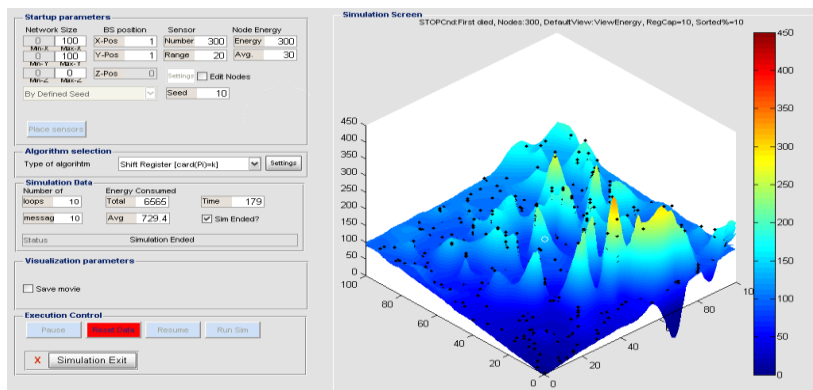 Startup parameters
Network Size BS position Sensor Node Energy
0 100 X-Pos 1 Number 300 Energy 300
Min-X Max-X
0 100 Y-Pos 1 Range 20 Avg. 30
Min-Y Max-Y
0 0 Z-Pos 0 Settings Edit Nodes
Min-Z Max-Z
By Defined Seed Seed 10
Place sensors
Algorithm selection
Type of algorihtm Shift Register [card(Pi)=k] Settings
Simulation Data
Number of Energy Consumed
loops 10 Total 6565 Time 179
messag 10 Avg 729.4 Sim Ended?
Status Simulation Ended
Visualization parameters
Save movie
Execution Control
Pause Reset Data Resume Run Sim
X Simulation Exit
Simulation Screen
STOPCnd:First died, Nodes:300, DefaultView:ViewEnergy, RegCap=10, Sorted%=10
450
400
350
300
250
200
150
100
50
0
100
80
60
40
20
0
0
20
40
60
80
10
450
400
350
300
250
200
150
100
50
0